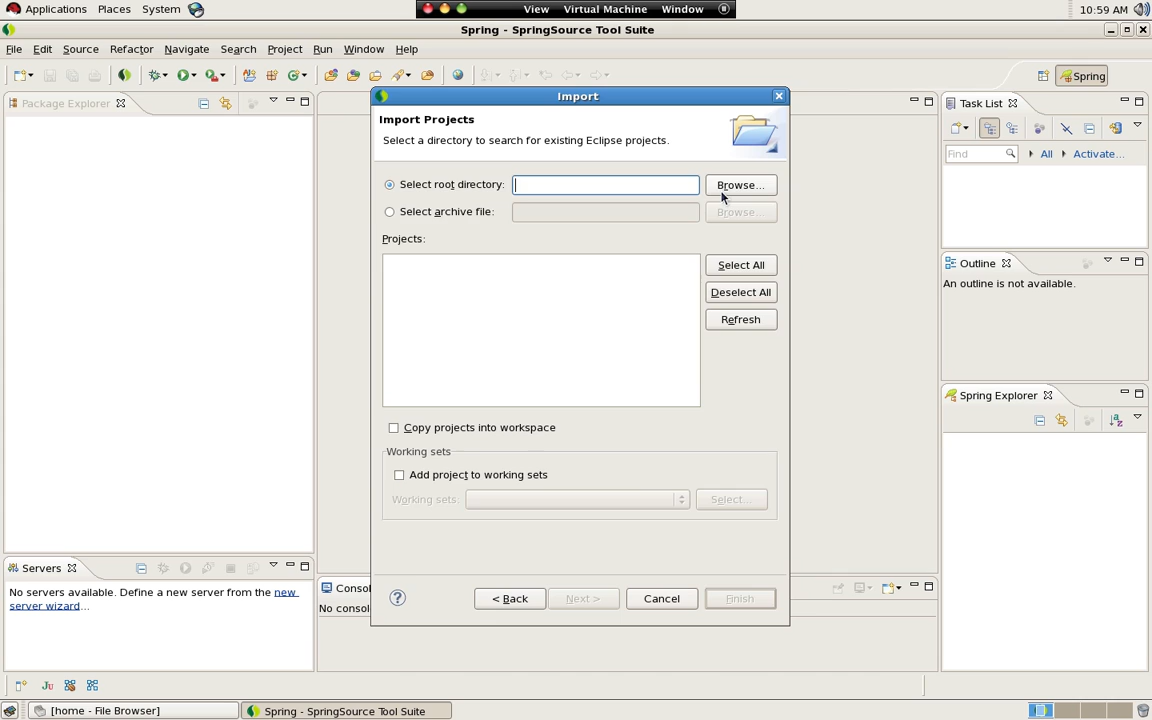 Applications Places System
View Virtual Machine Window
10:59 AM
Spring - SpringSource Tool Suite
File Edit Source Refactor Navigate Search Project Run Window Help
Spring
Package Explorer
Import
Import Projects
Select a directory to search for existing Eclipse projects.
Select root directory:
Browse...
Select archive file:
Browse...
Projects:
Select All
Deselect All
Refresh
Copy projects into workspace
Working sets
Add project to working sets
Working sets:
Select...
< Back
Next >
Cancel
Finish
Task List
Find
All
Activate...
Outline
An outline is not available.
Spring Explorer
Servers
No servers available. Define a new server from the new
server wizard...
Consol
No consol
Ju
[home - File Browser]
Spring - SpringSource Tool Suite